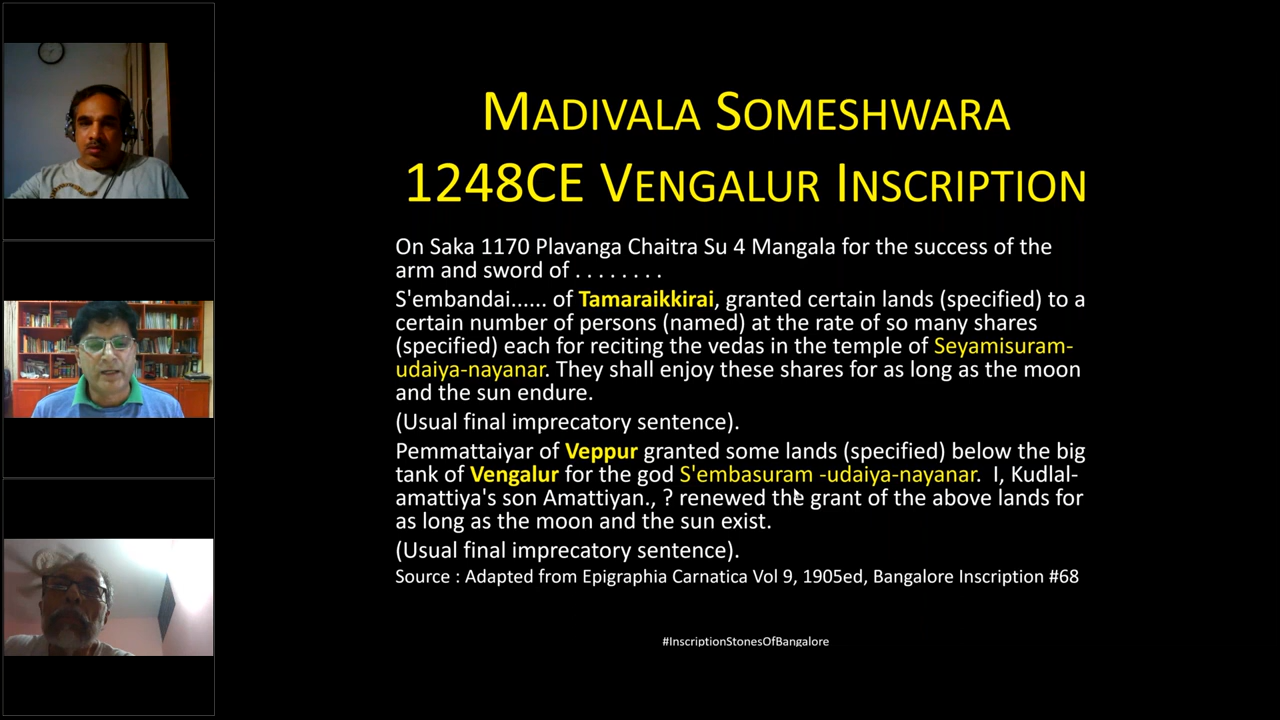 MADIVALA SOMESHWARA
1248CE VENGALUR INSCRIPTION
On Saka 1170 Plavanga Chaitra Su 4 Mangala for the success of the
arm and sword of . . . . . . . .
S'embandai...... of Tamaraikkirai, granted certain lands (specified) to a
certain number of persons (named) at the rate of so many shares
(specified) each for reciting the vedas in the temple of Seyamisuram-
udaiya-nayanar. They shall enjoy these shares for as long as the moon
and the sun endure.
(Usual final imprecatory sentence).
Pemmattaiyar of Veppur granted some lands (specified) below the big
tank of Vengalur for the god S'embasuram -udaiya-nayanar. I, Kudlal-
amattiya's son Amattiyan., ? renewed the grant of the above lands for
as long as the moon and the sun exist.
(Usual final imprecatory sentence).
Source : Adapted from Epigraphia Carnatica Vol 9, 1905ed, Bangalore Inscription #68
#InscriptionStonesOfBangalore